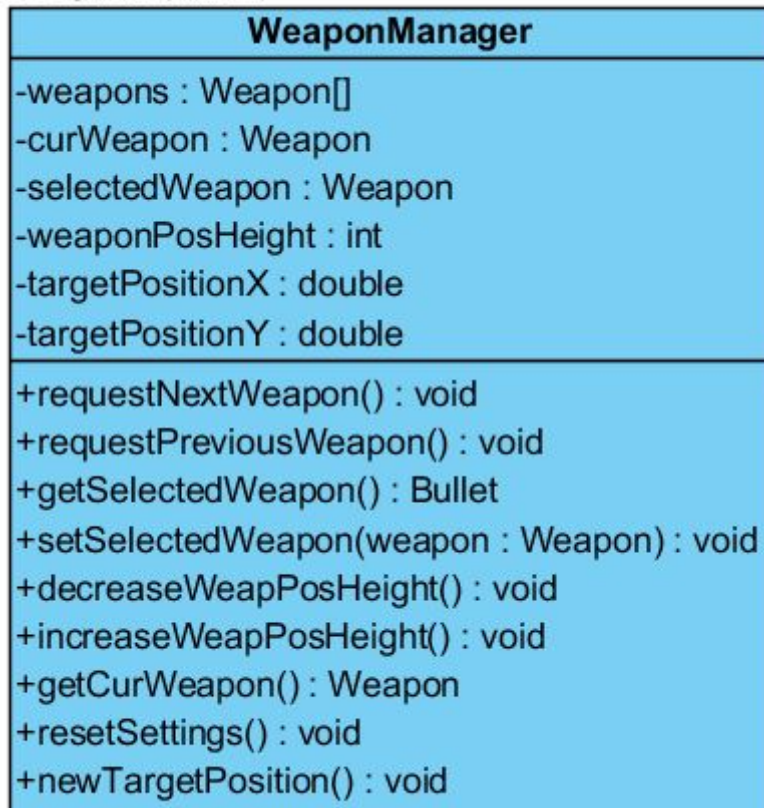 WeaponManager
-weapons : Weapon[]
-curWeapon : Weapon
-selectedWeapon : Weapon
-weaponPosHeight : int
-targetPositionX : double
-targetPositionY : double
+requestNextWeapon() : void
+requestPreviousWeapon() : void
+getSelectedWeapon() : Bullet
+setSelectedWeapon(weapon : Weapon) : void
+decreaseWeapPosHeight() : void
+increaseWeapPosHeight() : void
+getCurWeapon() : Weapon
+resetSettings() : void
+newTargetPosition() : void